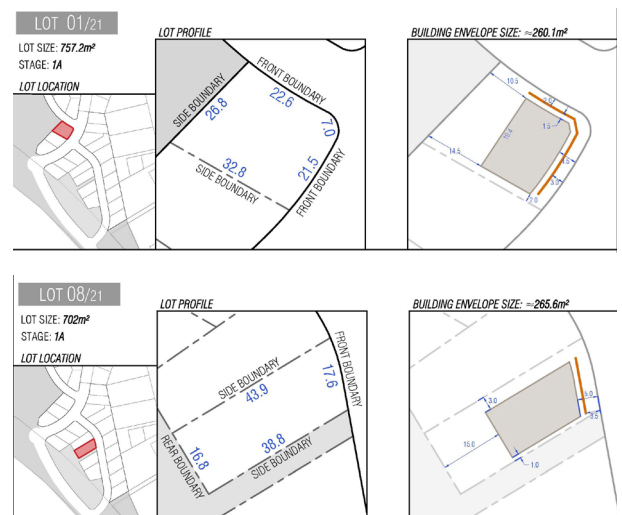 LOT 01/21
LOT SIZE: 757.2m²
STAGE: 1A
LOT LOCATION
LOT PROFILE
FRONT BOUNDARY
22.6
SIDE BOUNDARY
26.8
7.0
32.8
SIDE BOUNDARY
21.5
FRONT BOUNDARY
BUILDING ENVELOPE SIZE: ≈260.1m²
10.5
1.5
14.5
3.0
2.0
LOT 08/21
LOT SIZE: 702m²
STAGE: 1A
LOT LOCATION
LOT PROFILE
FRONT BOUNDARY
17.6
SIDE BOUNDARY
43.9
REAR BOUNDARY
16.8
38.8
SIDE BOUNDARY
BUILDING ENVELOPE SIZE: ≈265.6m²
3.0
5.0
3.5
15.0
1.0